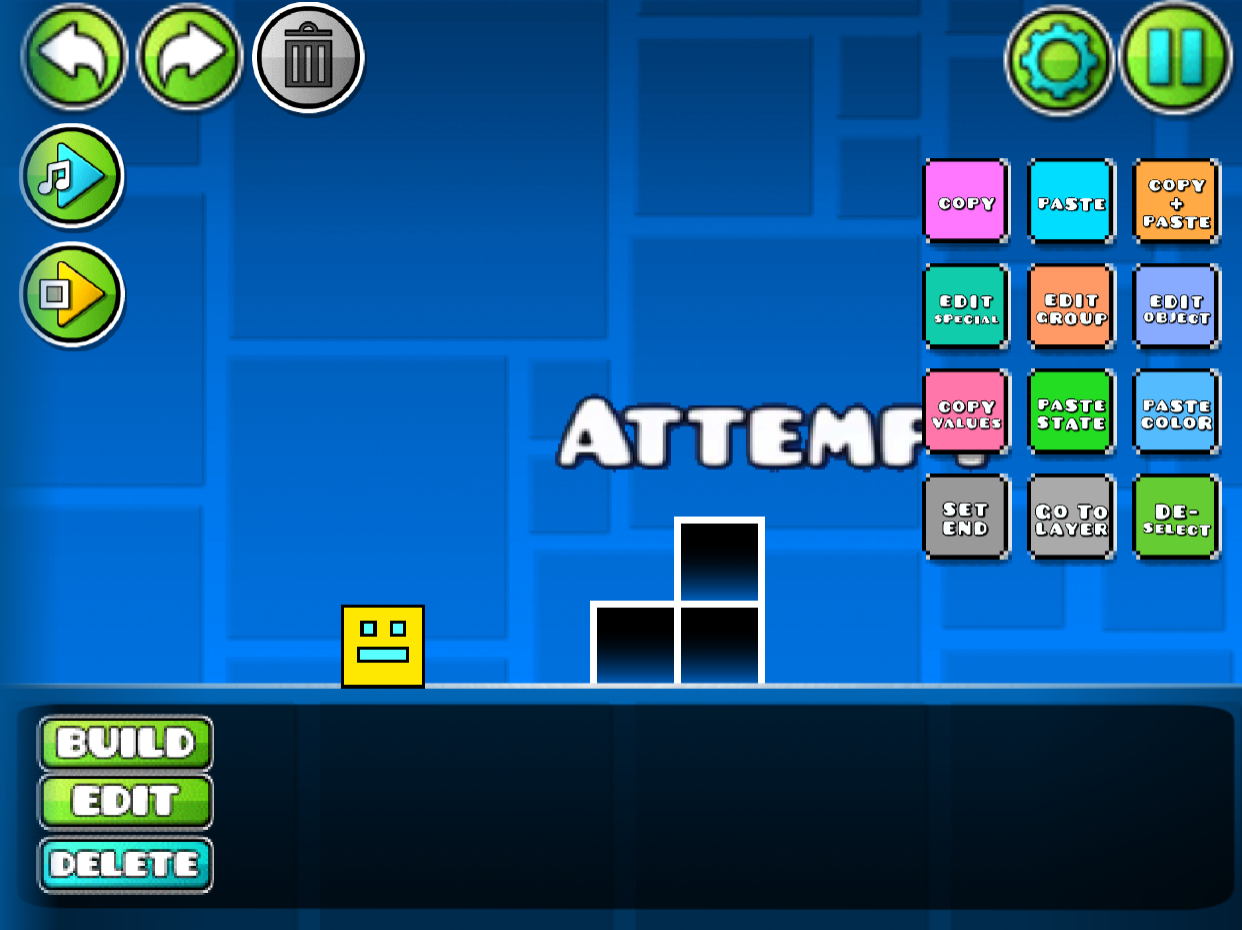 COPY
PASTE
COPY
+
PASTE
EDIT
SPECIAL
EDIT
GROUP
EDIT
OBJECT
COPY
VALUES
PASTE
STATE
PASTE
COLOR
SET
END
GO TO
LAYER
DE-
SELECT
BUILD
EDIT
DELETE